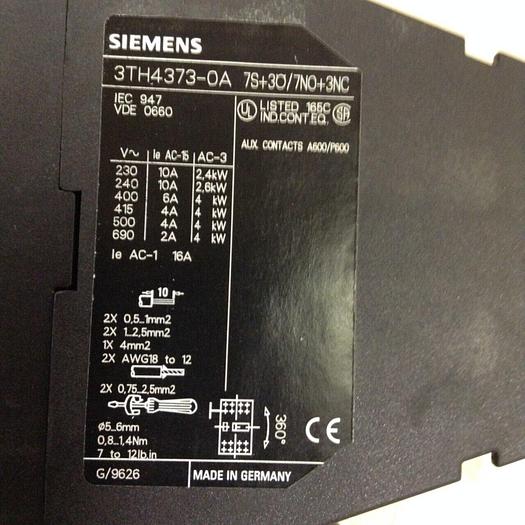 SIEMENS
3TH4373-0A 7S+3Ö/7NO+3NC
IEC 947
VDE 0660
UL LISTED 165C
IND.CONT.EQ.
AUX. CONTACTS A600/P600
V~ Ie AC-15 AC-3
230 10A 2,4kW
240 10A 2,6kW
400 6A 4 kW
415 4A 4 kW
500 4A 4 kW
690 2A 4 kW
Ie AC-1 16A
10
2X 0,5...1mm2
2X 1...2,5mm2
1X 4mm2
2X AWG18 to 12
2X 0,75...2,5mm2
ø5...6mm
0,8...1,4Nm
7 to 12lb.in
360°
CE
G/9626 MADE IN GERMANY